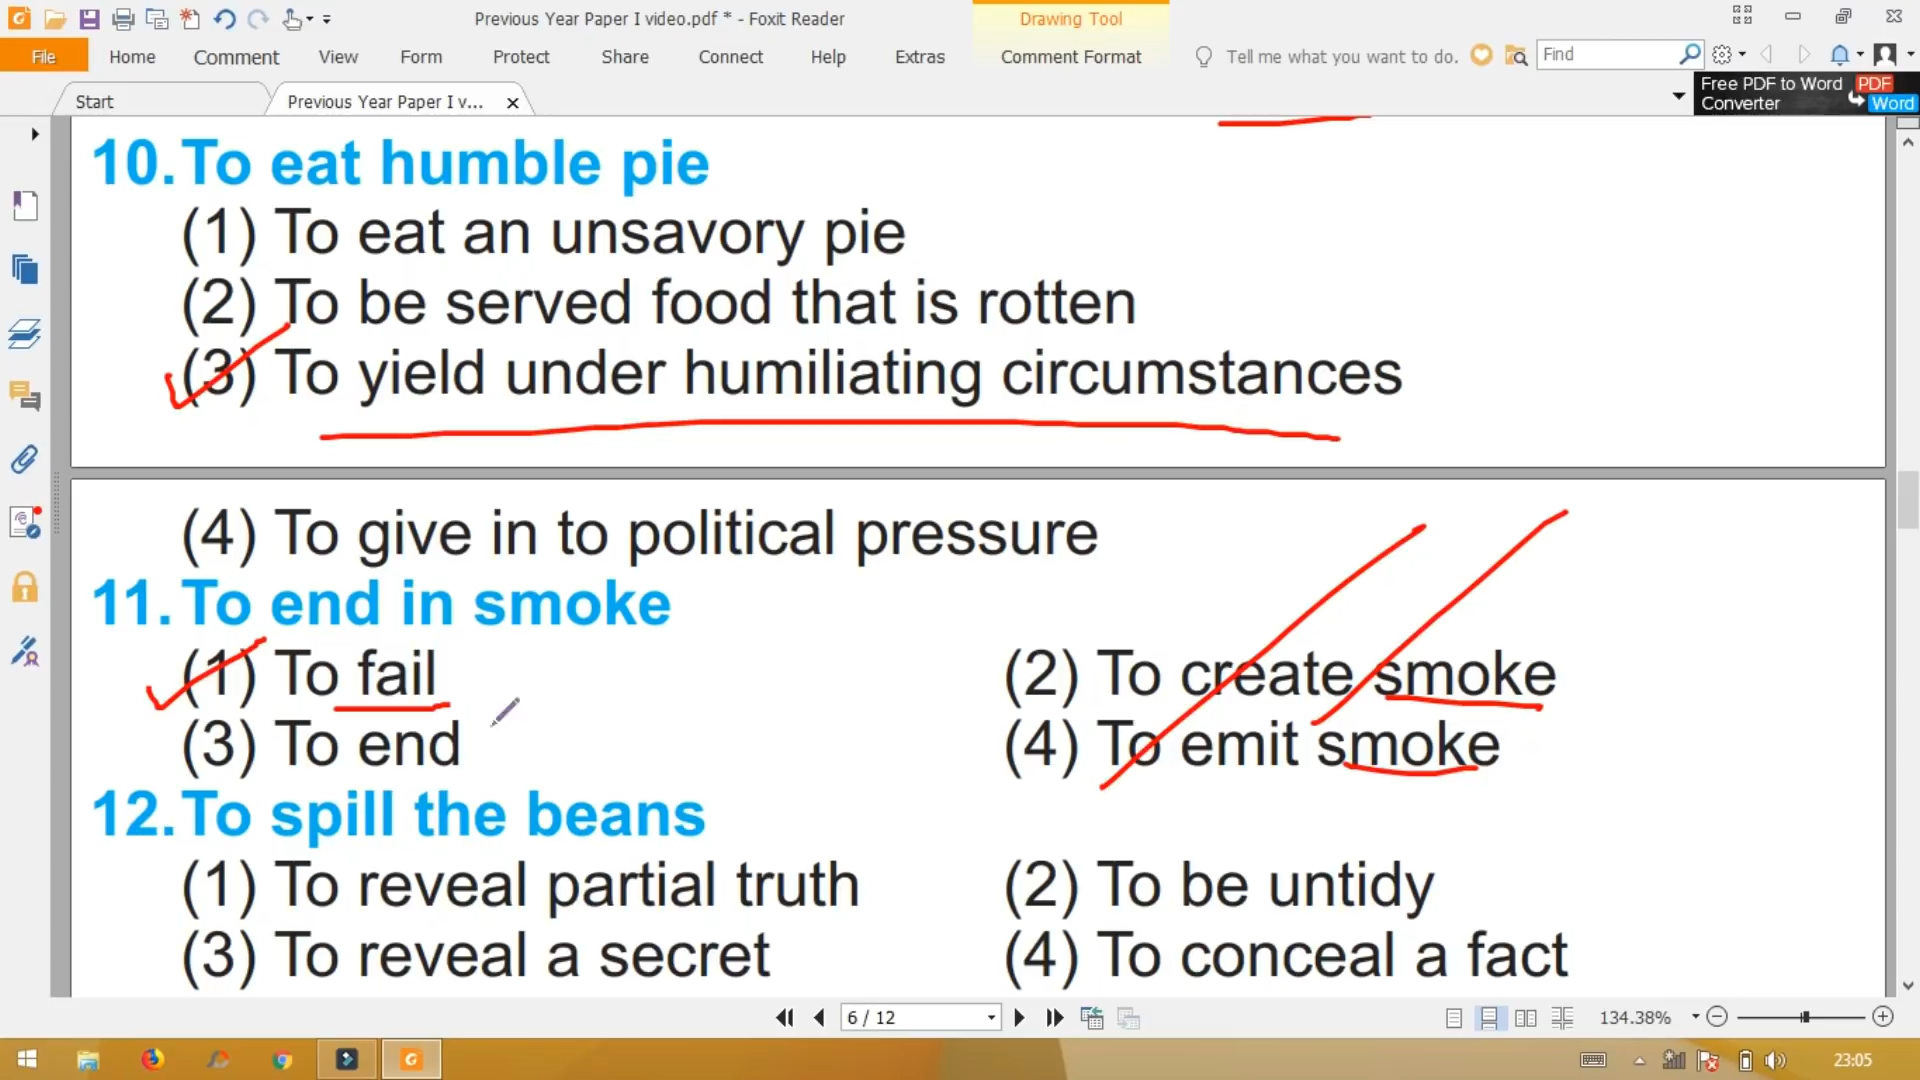 Previous Year Paper I video.pdf * - Foxit Reader
Drawing Tool
File Home Comment View Form Protect Share Connect Help Extras Comment Format Tell me what you want to do. Find
Start Previous Year Paper I v...
Free PDF to Word Converter PDF Word
10. To eat humble pie
(1) To eat an unsavory pie
(2) To be served food that is rotten
(3) To yield under humiliating circumstances
(4) To give in to political pressure
11. To end in smoke
(1) To fail (2) To create smoke
(3) To end (4) To emit smoke
12. To spill the beans
(1) To reveal partial truth (2) To be untidy
(3) To reveal a secret (4) To conceal a fact
6 / 12 134.38%
23:05